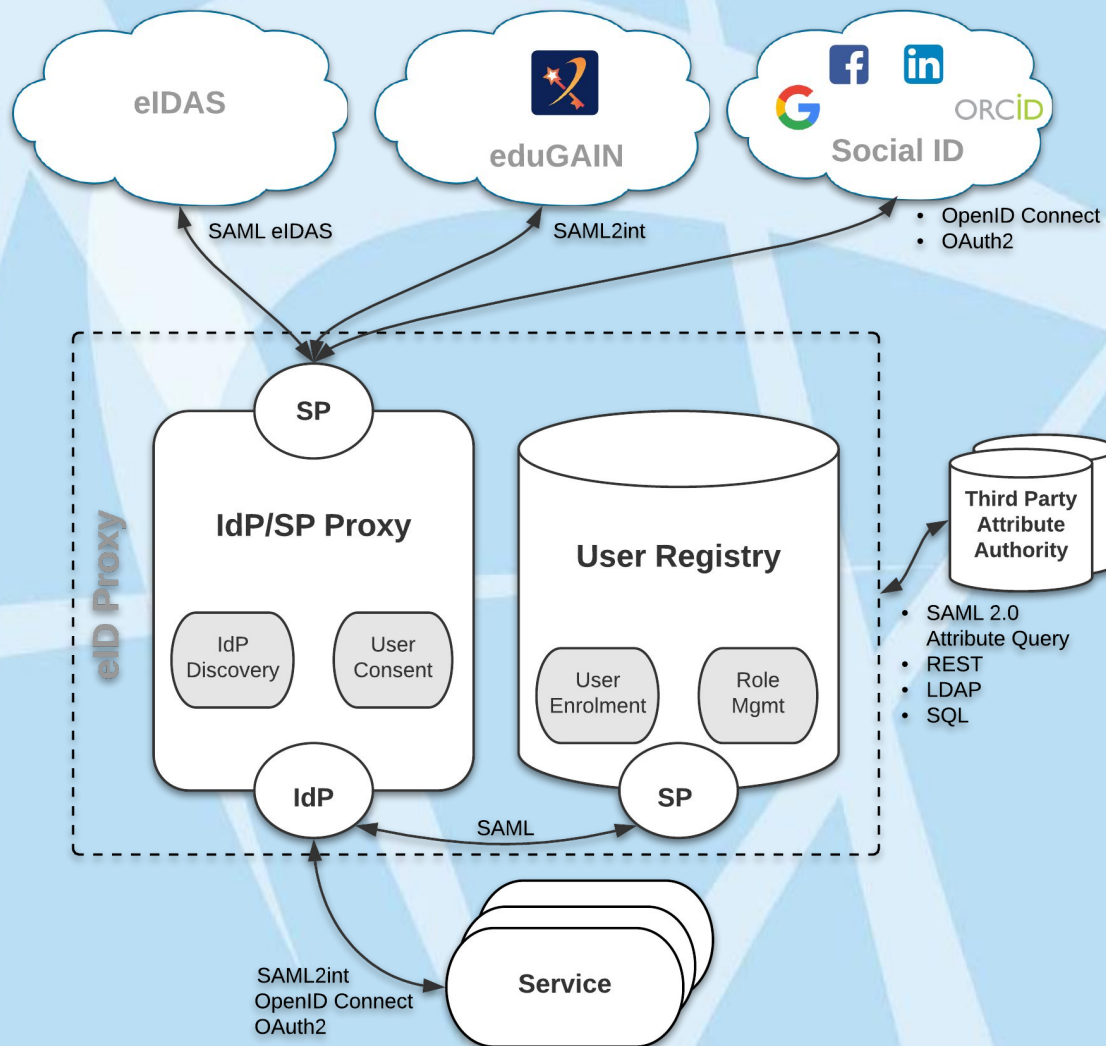 eIDAS
eduGAIN
ORCiD
Social ID
SAML eIDAS
SAML2int
• OpenID Connect
• OAuth2
eID Proxy
SP
IdP/SP Proxy
IdP
Discovery
User
Consent
IdP
User Registry
User
Enrolment
Role
Mgmt
SP
SAML
Third Party
Attribute
Authority
• SAML 2.0
Attribute Query
• REST
• LDAP
• SQL
SAML2int
OpenID Connect
OAuth2
Service